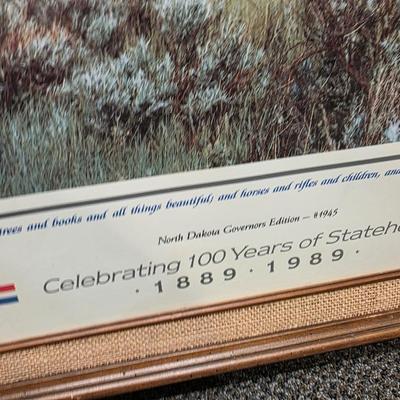 trees and books and all things beautiful; and horses and rifles and children, and
North Dakota Governors Edition — #1945
Celebrating 100 Years of Stateho
· 1889 · 1989 ·